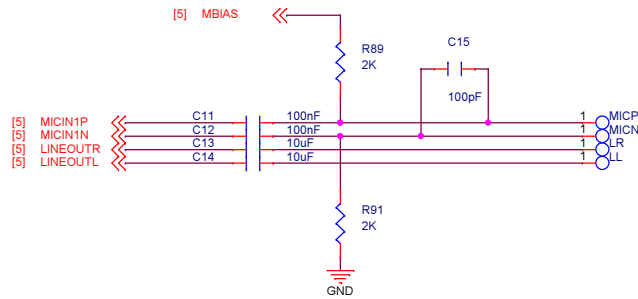 [5] MBIAS
C15
R89
2K
100pF
[5] MICIN1P C11 100nF 1 MICP
[5] MICIN1N C12 100nF 1 MICN
[5] LINEOUTR C13 10uF 1 LR
[5] LINEOUTL C14 10uF 1 LL
R91
2K
GND